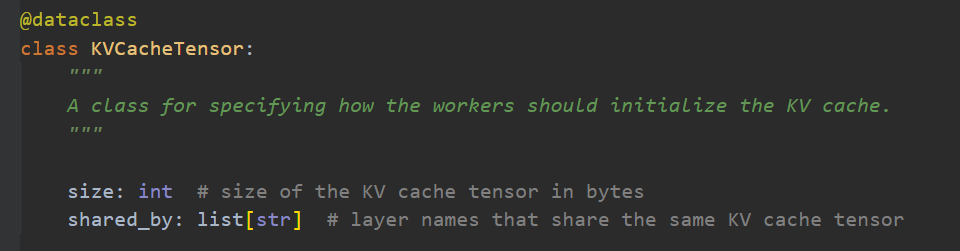 @dataclass
class KVCacheTensor:
    """
    A class for specifying how the workers should initialize the KV cache.
    """
    size: int  # size of the KV cache tensor in bytes
    shared_by: list[str]  # layer names that share the same KV cache tensor